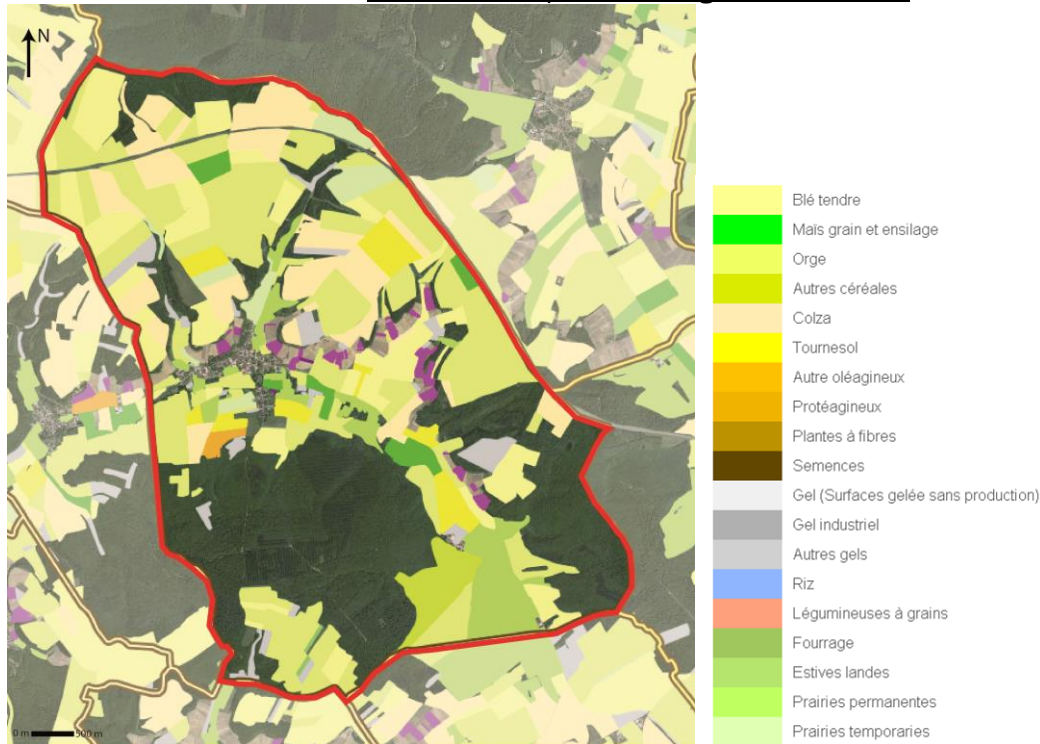 N
0 m 500 m
Blé tendre
Maïs grain et ensilage
Orge
Autres céréales
Colza
Tournesol
Autre oléagineux
Protéagineux
Plantes à fibres
Semences
Gel (Surfaces gelée sans production)
Gel industriel
Autres gels
Riz
Légumineuses à grains
Fourrage
Estives landes
Prairies permanentes
Prairies temporaries